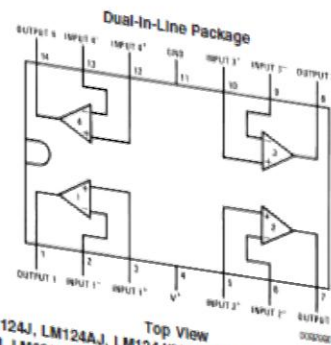 Dual-In-Line Package
OUTPUT 4 INPUT 4⁻ INPUT 4⁺ GND INPUT 3⁺ INPUT 3⁻ OUTPUT
14 13 12 11 10 9 8
4 3
1 2
1 2 3 4 5 6 7
OUTPUT 1 INPUT 1⁻ INPUT 1⁺ V⁺ INPUT 2⁺ INPUT 2⁻ OUTPUT
Top View
124J, LM124AJ,